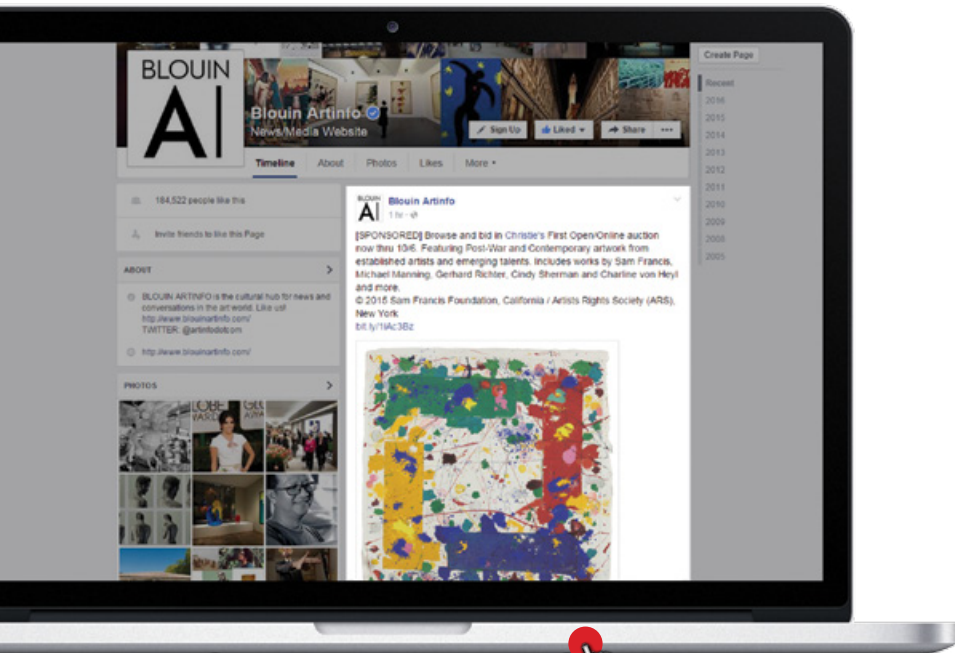 BLOUIN
AI
Blouin Artinfo
News/Media Website
Sign Up
Liked
Share
Create Page
Recent
2016
2015
2014
2013
2012
2011
2010
2009
2008
2005
Timeline
About
Photos
Likes
More
184,522 people like this
Invite friends to like this Page
ABOUT
BLOUIN ARTINFO is the cultural hub for news and
conversations in the art world. Like us!
http://www.blouinartinfo.com/
TWITTER: @artinfodotcom
http://www.blouinartinfo.com/
PHOTOS
BLOUIN
AI
Blouin Artinfo
1 hr
[SPONSORED] Browse and bid in Christie's First Open/Online auction
now thru 10/6. Featuring Post-War and Contemporary artwork from
established artists and emerging talents. Includes works by Sam Francis,
Michael Manning, Gerhard Richter, Cindy Sherman and Charline von Heyl
and more.
© 2015 Sam Francis Foundation, California / Artists Rights Society (ARS),
New York
bit.ly/1iAc3Bz